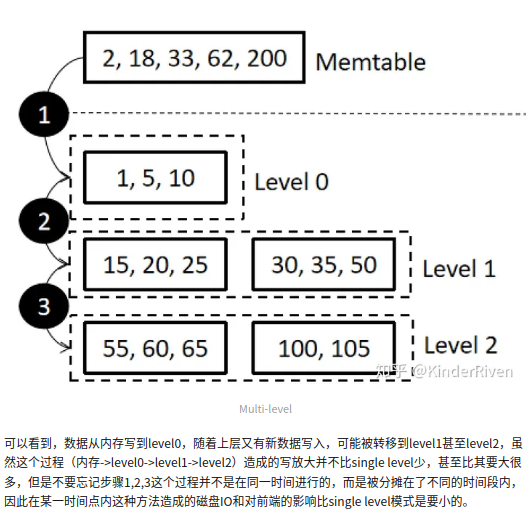 2, 18, 33, 62, 200 Memtable
1
1, 5, 10 Level 0
2
15, 20, 25 30, 35, 50 Level 1
3
55, 60, 65 100, 105 Level 2
知乎 @KinderRiven
Multi-level
可以看到，数据从内存写到level0，随着上层又有新数据写入，可能被转移到level1甚至level2，虽
然这个过程（内存->level0->level1->level2）造成的写放大并不比single level少，甚至比其要大很
多，但是不要忘记步骤1,2,3这个过程并不是在同一时间进行的，而是被分摊在了不同的时间段内，
因此在某一时间点内这种方法造成的磁盘IO和对前端的影响比single level模式是要小的。